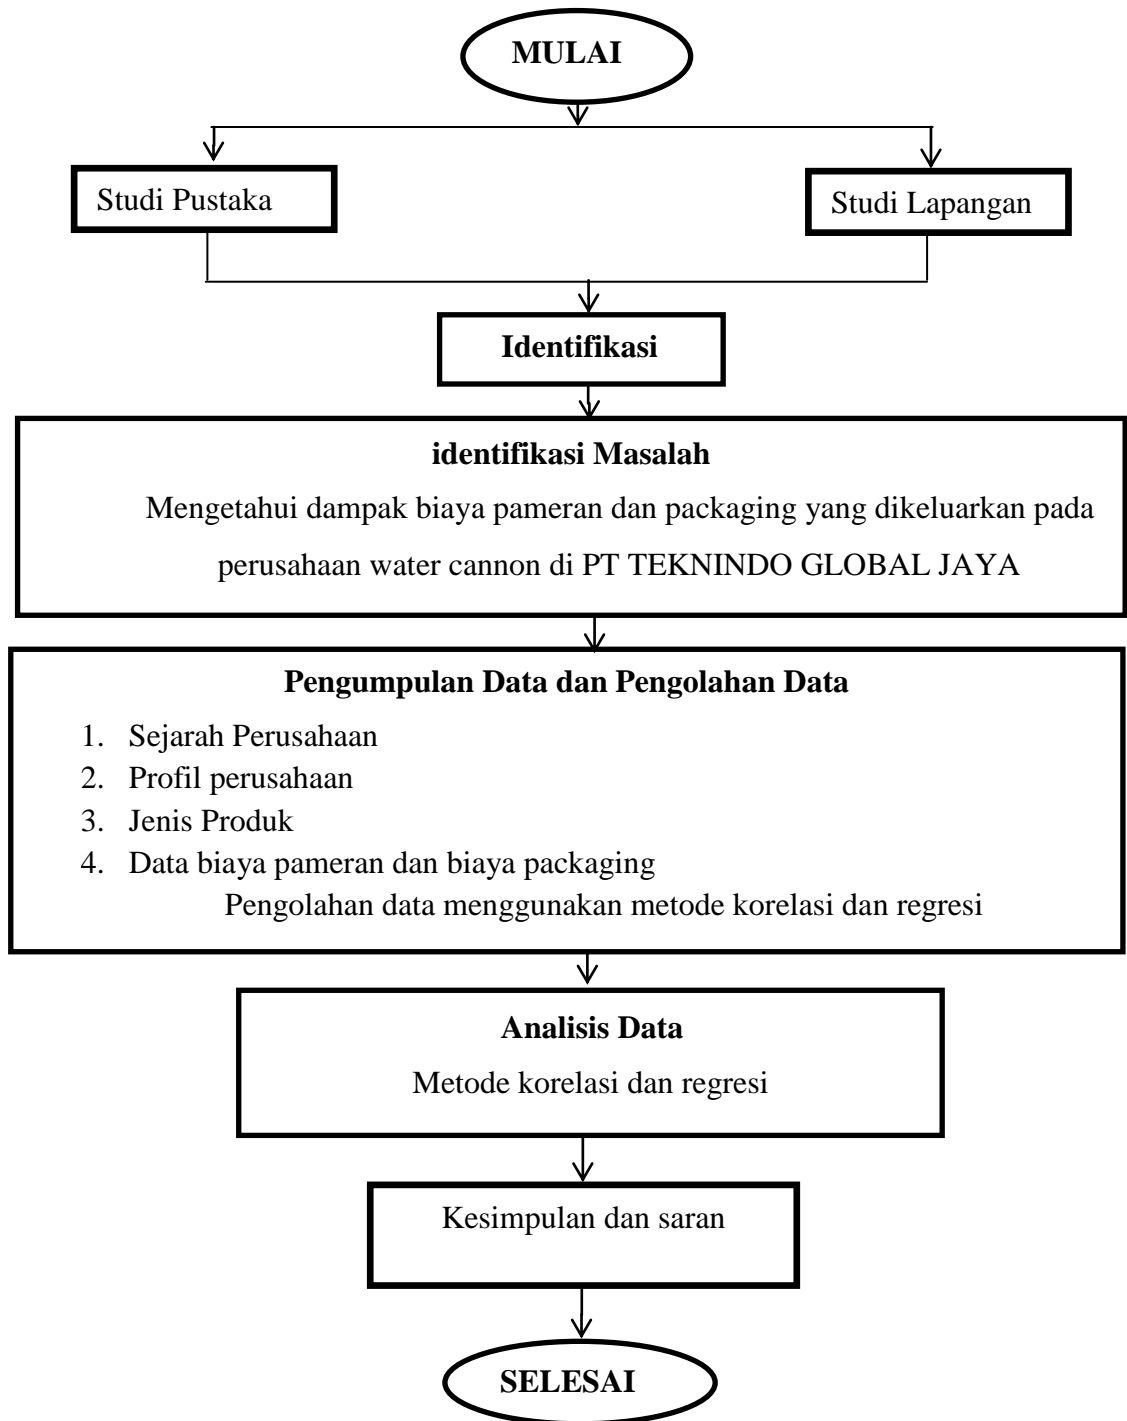 MULAI
Studi Pustaka
Studi Lapangan
Identifikasi
identifikasi Masalah
Mengetahui dampak biaya pameran dan packaging yang dikeluarkan pada
perusahaan water cannon di PT TEKNINDO GLOBAL JAYA
Pengumpulan Data dan Pengolahan Data
1. Sejarah Perusahaan
2. Profil perusahaan
3. Jenis Produk
4. Data biaya pameran dan biaya packaging
Pengolahan data menggunakan metode korelasi dan regresi
Analisis Data
Metode korelasi dan regresi
Kesimpulan dan saran
SELESAI